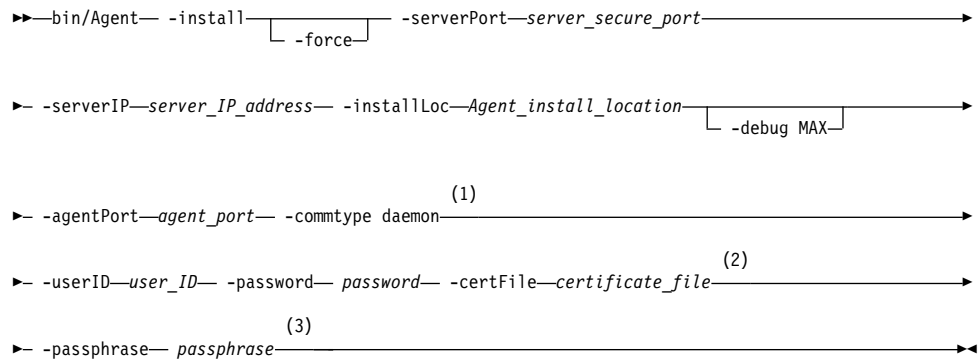 bin/Agent -install -serverPort server_secure_port
-force
-serverIP server_IP_address -installLoc Agent_install_location
-debug MAX
(1)
-agentPort agent_port -commtype daemon
(2)
-userID user_ID -password password -certFile certificate_file
(3)
-passphrase passphrase